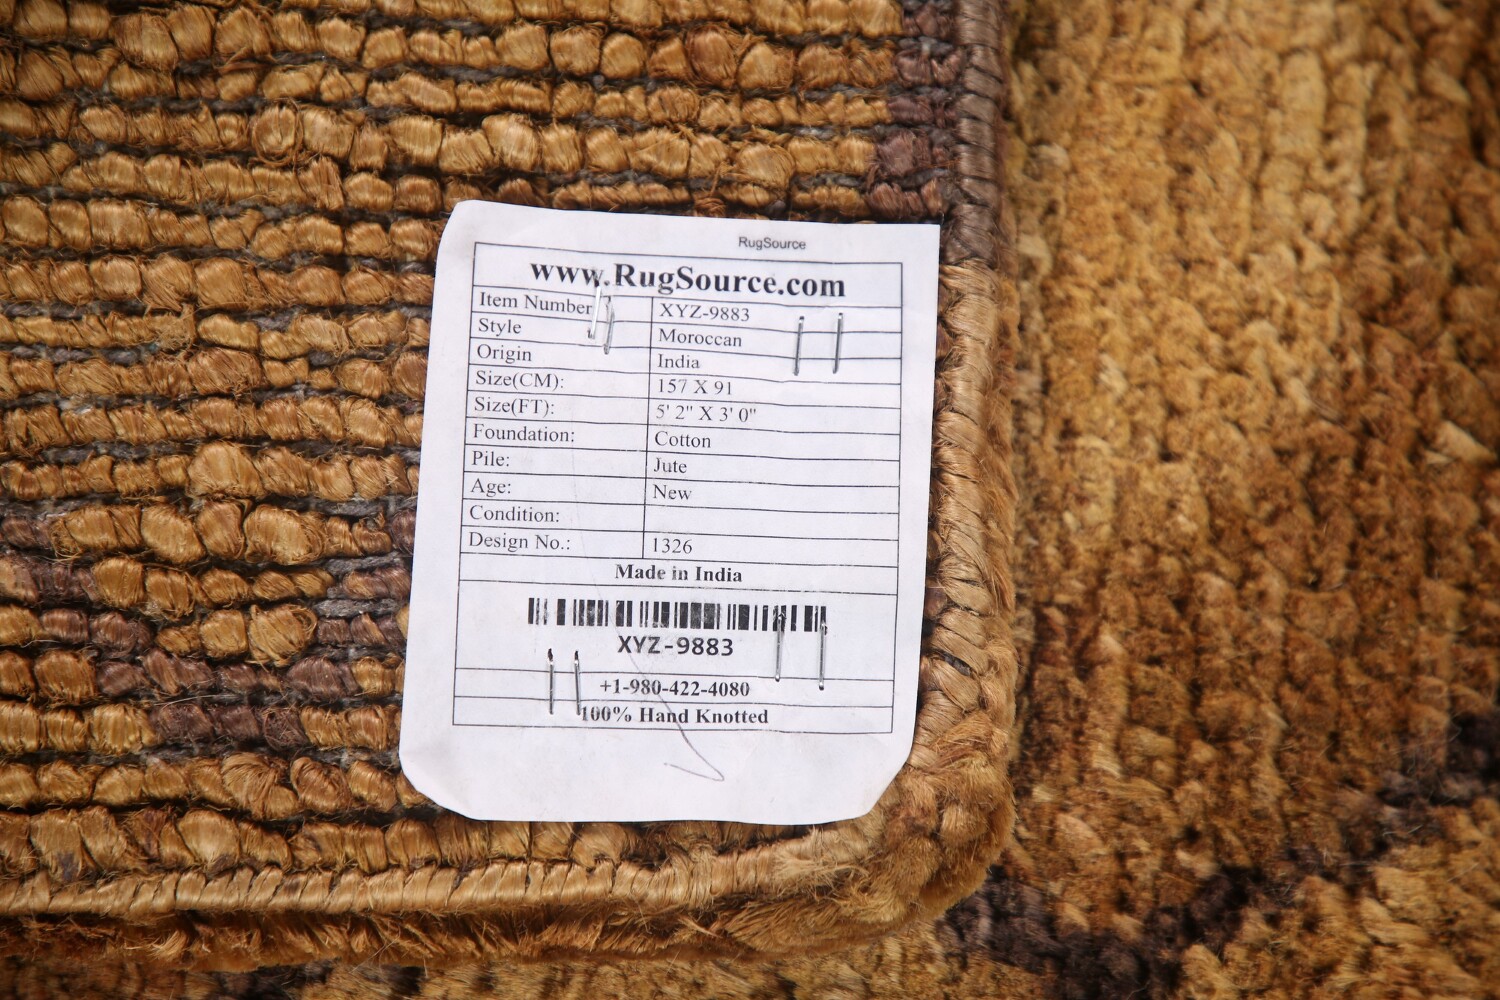 RugSource
www.RugSource.com
Item Number XYZ-9883
Style Moroccan
Origin India
Size(CM): 157 X 91
Size(FT): 5' 2" X 3' 0"
Foundation: Cotton
Pile: Jute
Age: New
Condition:
Design No.: 1326
Made in India
XYZ-9883
+1-980-422-4080
100% Hand Knotted